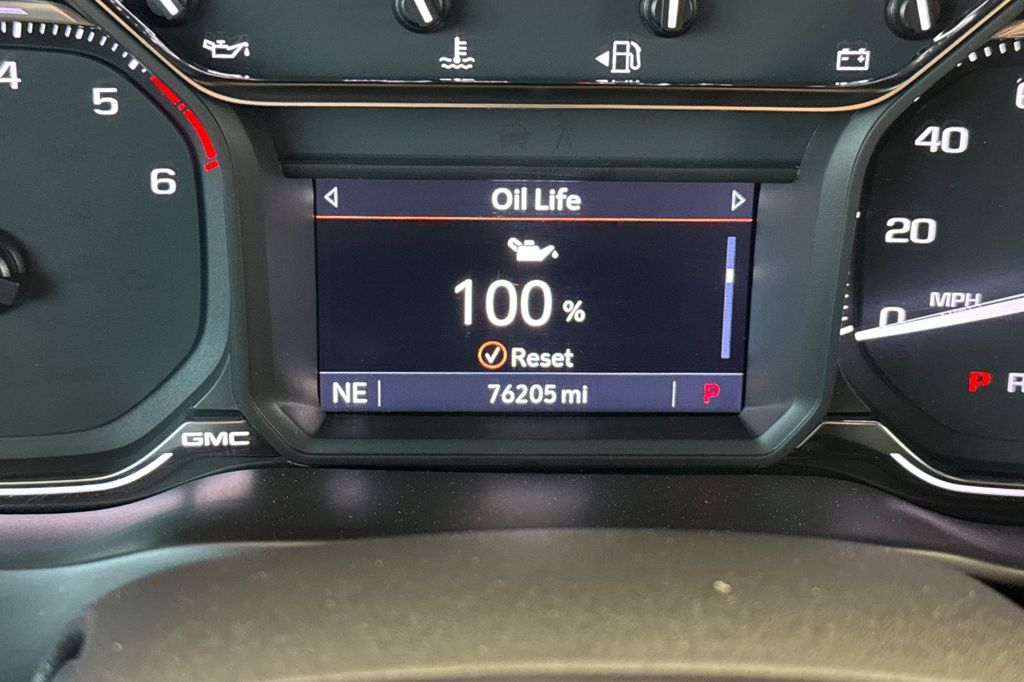 4
5
6
Oil Life
100 %
Reset
NE
76205 mi
P
GMC
40
20
0
MPH
P R